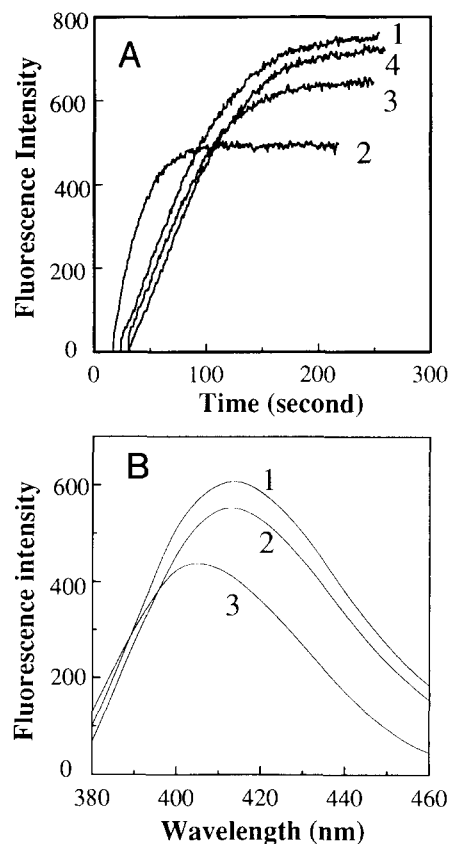 A
800
600
400
200
0
Fluorescence Intensity
1
4
3
2
0 100 200 300
Time (second)
B
600
400
200
0
Fluorescence intensity
1
2
3
380 400 420 440 460
Wavelength (nm)